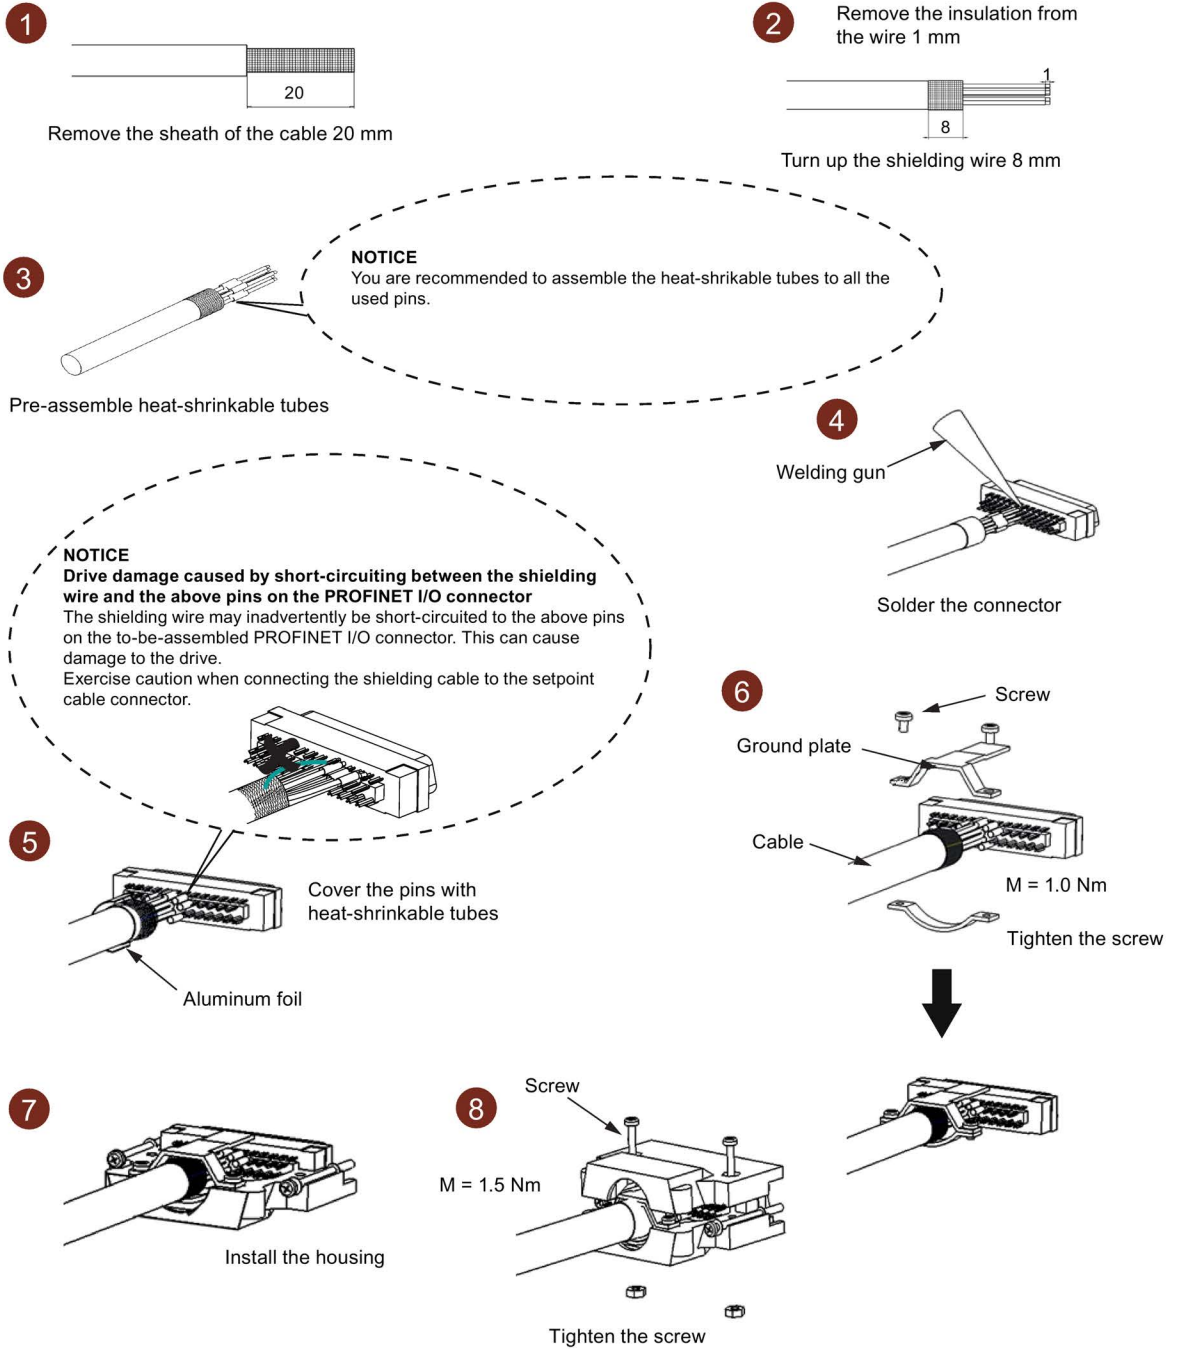 1
20
Remove the sheath of the cable 20 mm
2
Remove the insulation from
the wire 1 mm
1
8
Turn up the shielding wire 8 mm
3
NOTICE
You are recommended to assemble the heat-shrikable tubes to all the
used pins.
Pre-assemble heat-shrinkable tubes
4
Welding gun
Solder the connector
NOTICE
Drive damage caused by short-circuiting between the shielding
wire and the above pins on the PROFINET I/O connector
The shielding wire may inadvertently be short-circuited to the above pins
on the to-be-assembled PROFINET I/O connector. This can cause
damage to the drive.
Exercise caution when connecting the shielding cable to the setpoint
cable connector.
5
Cover the pins with
heat-shrinkable tubes
Aluminum foil
6
Screw
Ground plate
Cable
M = 1.0 Nm
Tighten the screw
7
Install the housing
8
Screw
M = 1.5 Nm
Tighten the screw